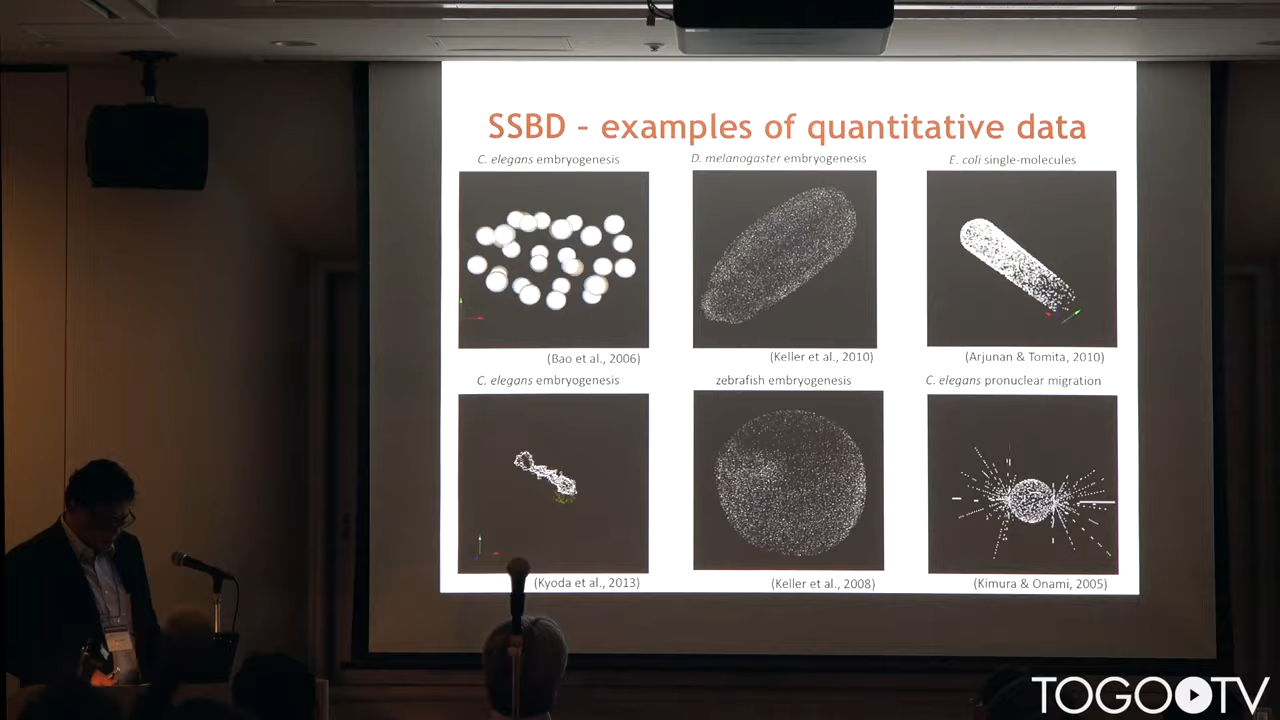 SSBD - examples of quantitative data
C. elegans embryogenesis
D. melanogaster embryogenesis
E. coli single-molecules
(Bao et al., 2006)
(Keller et al., 2010)
(Arjunan & Tomita, 2010)
C. elegans embryogenesis
zebrafish embryogenesis
C. elegans pronuclear migration
(Kyoda et al., 2013)
(Keller et al., 2008)
(Kimura & Onami, 2005)
TOGOTV